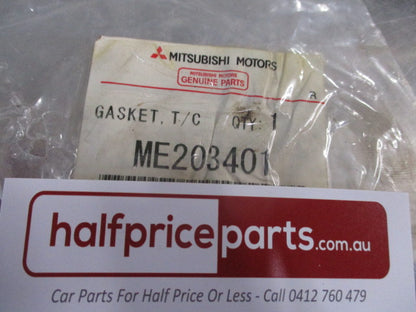 MITSUBISHI MOTORS
MITSUBISHI MOTORS
GENUINE PARTS
A
GASKET, T/C QTY: 1
ME203401
halfpriceparts.com.au
Car Parts For Half Price Or Less - Call 0412 760 479